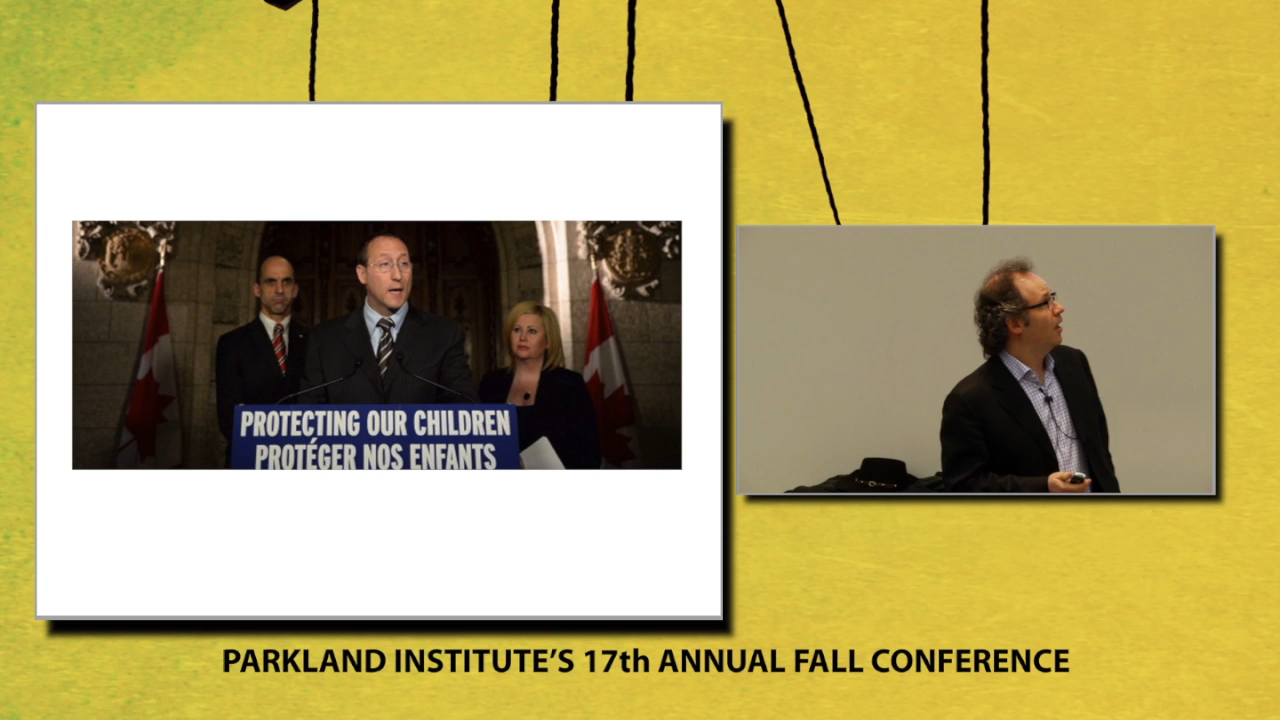 PROTECTING OUR CHILDREN
PROTÉGER NOS ENFANTS
PARKLAND INSTITUTE'S 17th ANNUAL FALL CONFERENCE